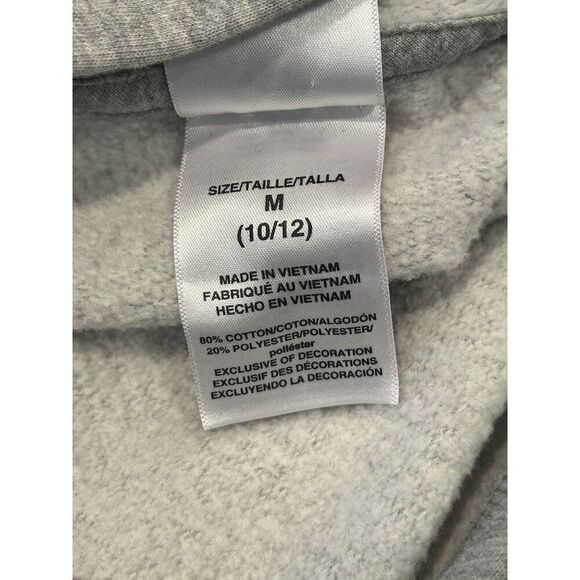 SIZE/TAILLE/TALLA
M
(10/12)
MADE IN VIETNAM
FABRIQUÉ AU VIETNAM
HECHO EN VIETNAM
80% COTTON/COTON/ALGODÓN
20% POLYESTER/POLYESTER/
poliéster
EXCLUSIVE OF DECORATION
EXCLUSIF DES DÉCORATIONS
EXCLUYENDO LA DECORACIÓN